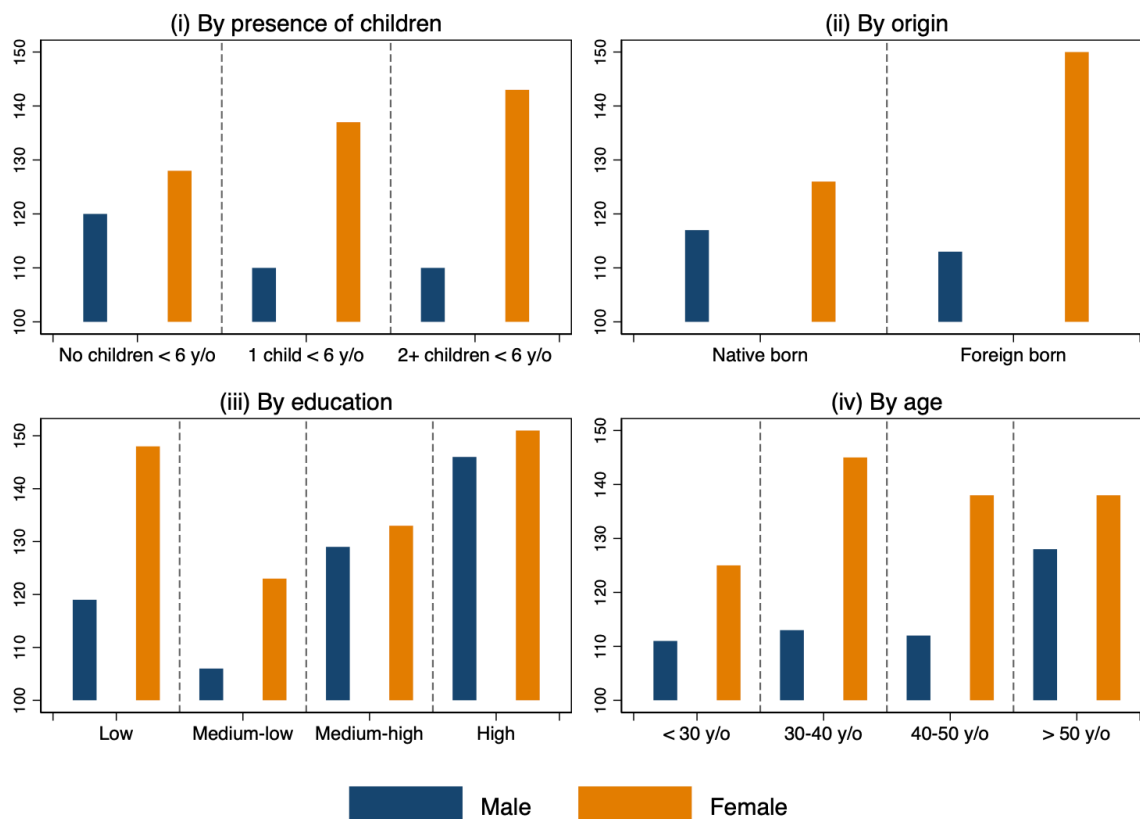 (i) By presence of children
150
140
130
120
110
100
No children < 6 y/o
1 child < 6 y/o
2+ children < 6 y/o
(ii) By origin
150
140
130
120
110
100
Native born
Foreign born
(iii) By education
150
140
130
120
110
100
Low
Medium-low
Medium-high
High
(iv) By age
150
140
130
120
110
100
< 30 y/o
30-40 y/o
40-50 y/o
> 50 y/o
Male
Female